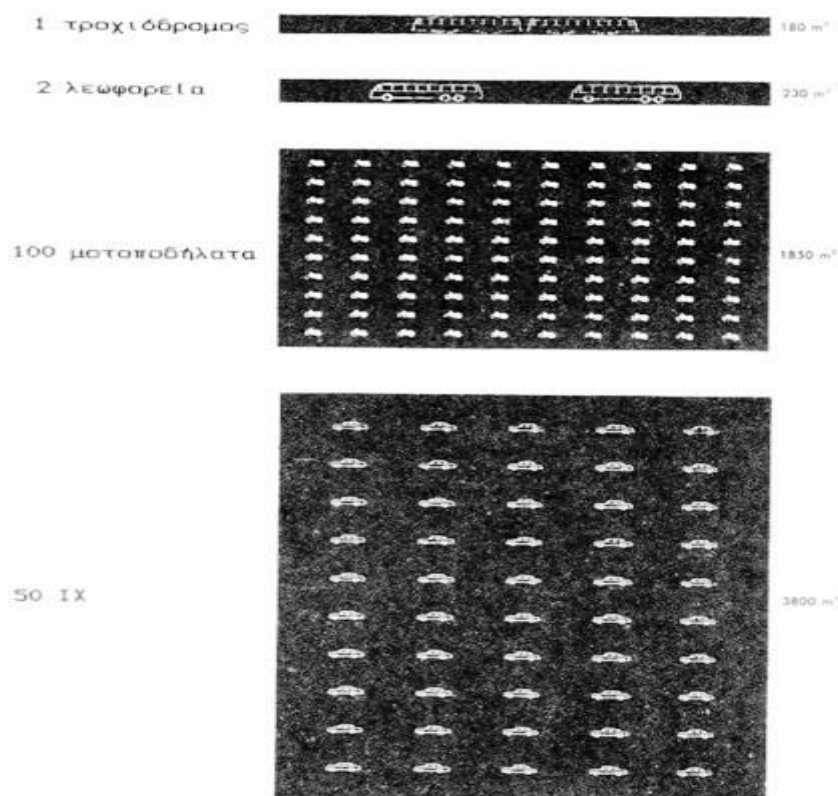 1 τροχιόδρομος 180 m²
2 λεωφορεία 230 m²
100 μοτοποδήλατα 1850 m²
50 ΙΧ 3800 m²